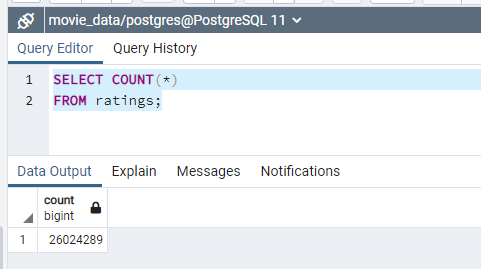 movie_data/postgres@PostgreSQL 11
Query Editor Query History
1 SELECT COUNT(*)
2 FROM ratings;
Data Output Explain Messages Notifications
count
bigint
1 26024289